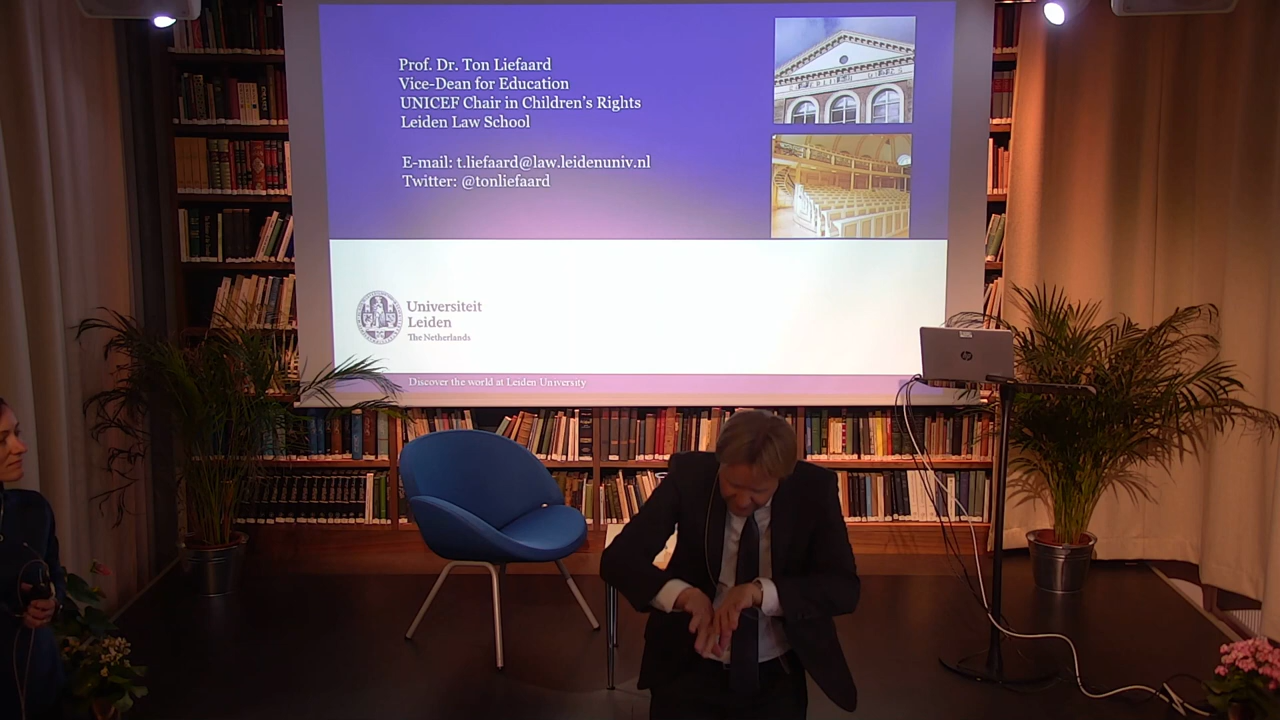 Prof. Dr. Ton Liefaard
Vice-Dean for Education
UNICEF Chair in Children's Rights
Leiden Law School
E-mail: t.liefaard@law.leidenuniv.nl
Twitter: @tonliefaard
Universiteit
Leiden
The Netherlands
Discover the world at Leiden University
hp